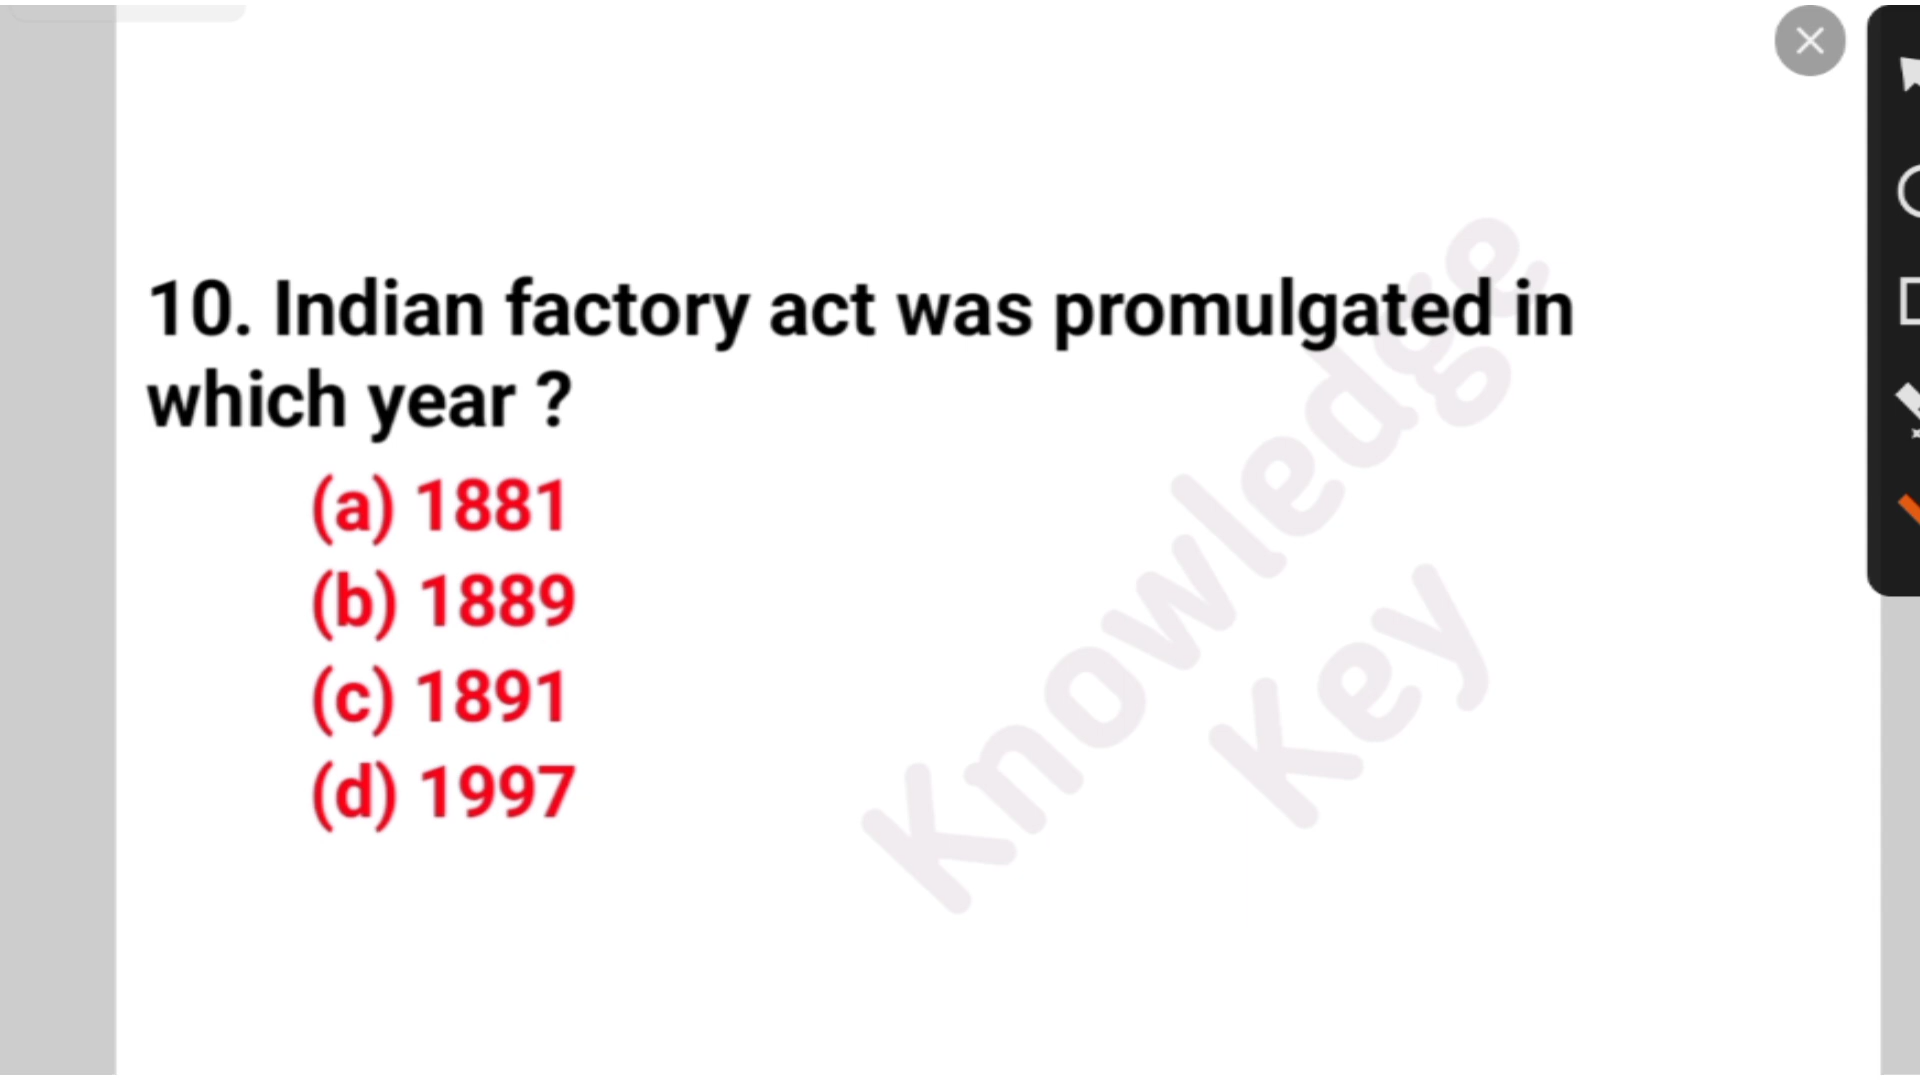 10. Indian factory act was promulgated in
which year ?
(a) 1881
(b) 1889
(c) 1891
(d) 1997
Knowledge
Key